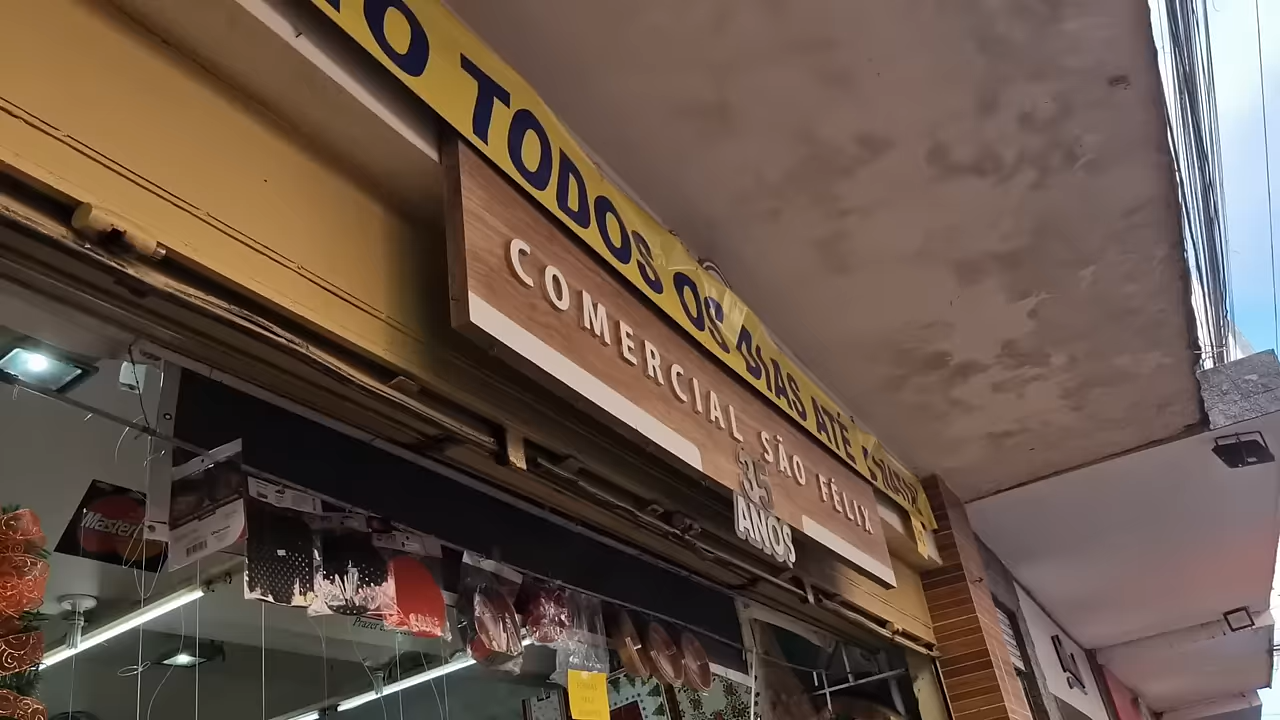 TODOS OS DIAS ATÉ
COMERCIAL SÃO FÉLIX
35
ANOS
Master